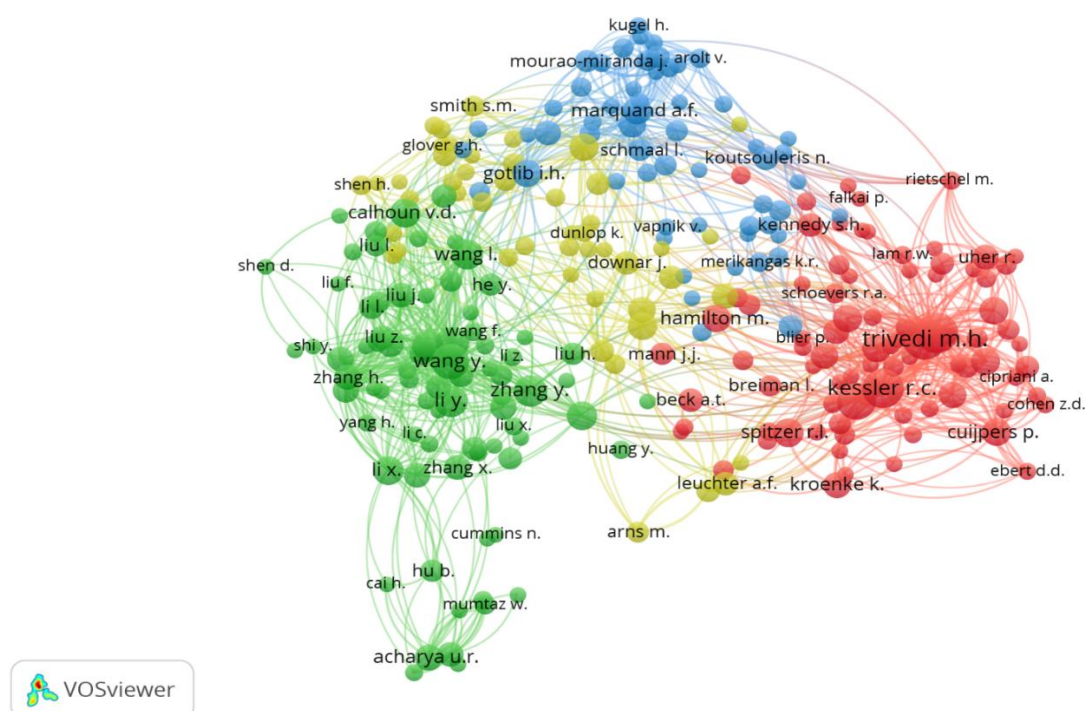 kugel h.
mourao-miranda j.
arolt v.
smith s.m.
marquand a.f.
glover g.h.
schmaal l.
koutsouleris n.
gotlib i.h.
shen h.
rietschel m.
falkai p.
calhoun v.d.
kennedy s.h.
dunlop k.
vapnik v.
liu l.
wang l.
lam r.w.
uher r.
shen d.
downar j.
merikangas k.r.
liu f.
he y.
liu j.
schoevers r.a.
li l.
hamilton m.
wang f.
liu z.
blier p.
trivedi m.h.
shi y.
wang y.
li z.
liu h.
mann j.j.
zhang h.
cipriani a.
zhang y.
breiman l.
kessler r.c.
li y.
beck a.t.
cohen z.d.
yang h.
liu x.
li c.
spitzer r.l.
cuijpers p.
huang y.
li x.
zhang x.
ebert d.d.
leuchter a.f.
kroenke k.
cummins n.
arns m.
hu b.
cai h.
mumtaz w.
acharya u.r.
VOSviewer